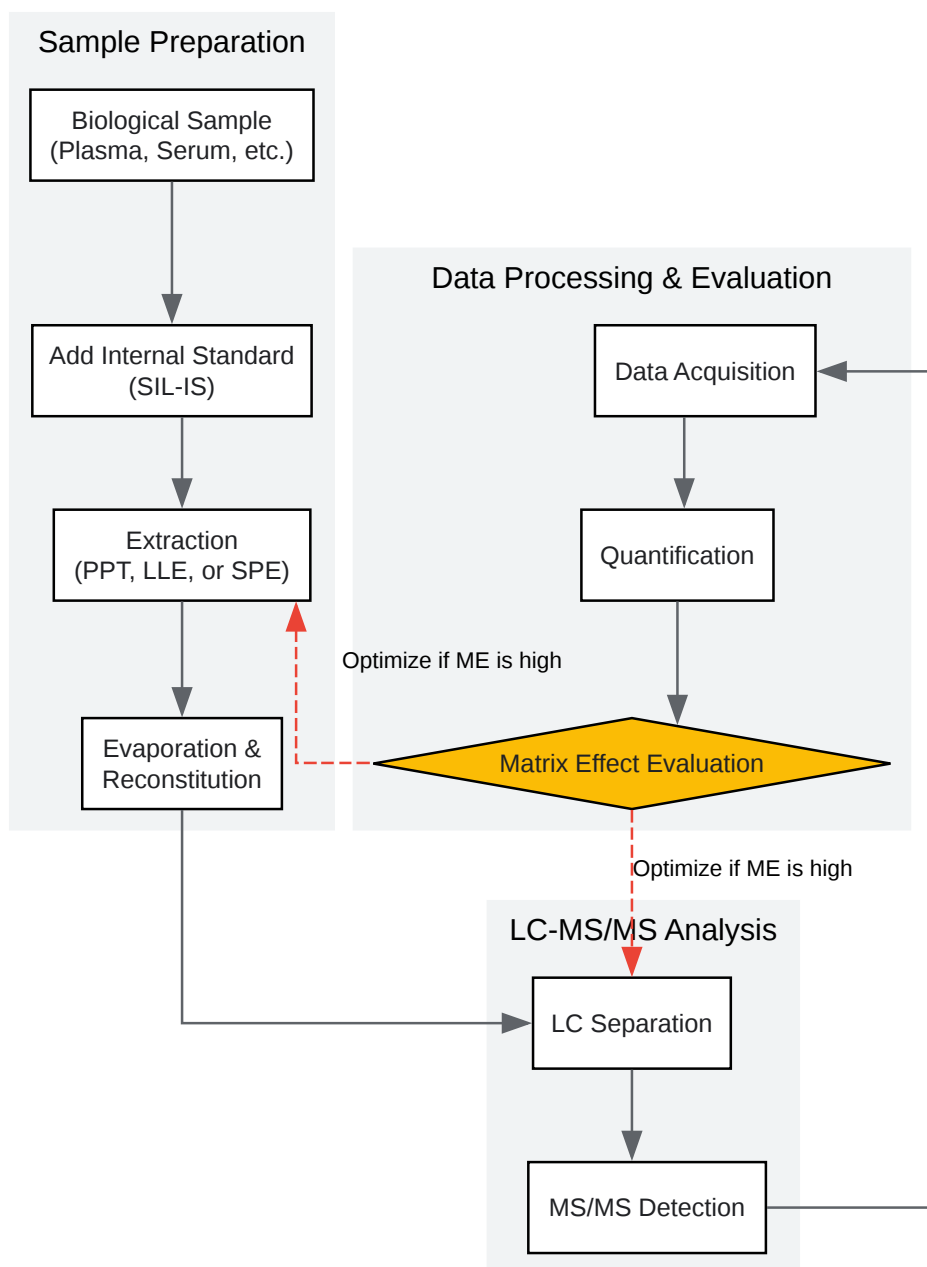 Sample Preparation
Biological Sample
(Plasma, Serum, etc.)
Add Internal Standard
(SIL-IS)
Extraction
(PPT, LLE, or SPE)
Evaporation &
Reconstitution
Data Processing & Evaluation
Data Acquisition
Quantification
Optimize if ME is high
Matrix Effect Evaluation
Optimize if ME is high
LC-MS/MS Analysis
LC Separation
MS/MS Detection